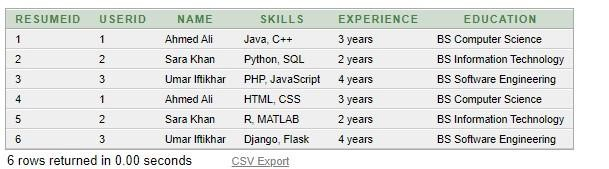 RESUMEID USERID NAME SKILLS EXPERIENCE EDUCATION
1 1 Ahmed Ali Java, C++ 3 years BS Computer Science
2 2 Sara Khan Python, SQL 2 years BS Information Technology
3 3 Umar Iftikhar PHP, JavaScript 4 years BS Software Engineering
4 1 Ahmed Ali HTML, CSS 3 years BS Computer Science
5 2 Sara Khan R, MATLAB 2 years BS Information Technology
6 3 Umar Iftikhar Django, Flask 4 years BS Software Engineering
6 rows returned in 0.00 seconds CSV Export